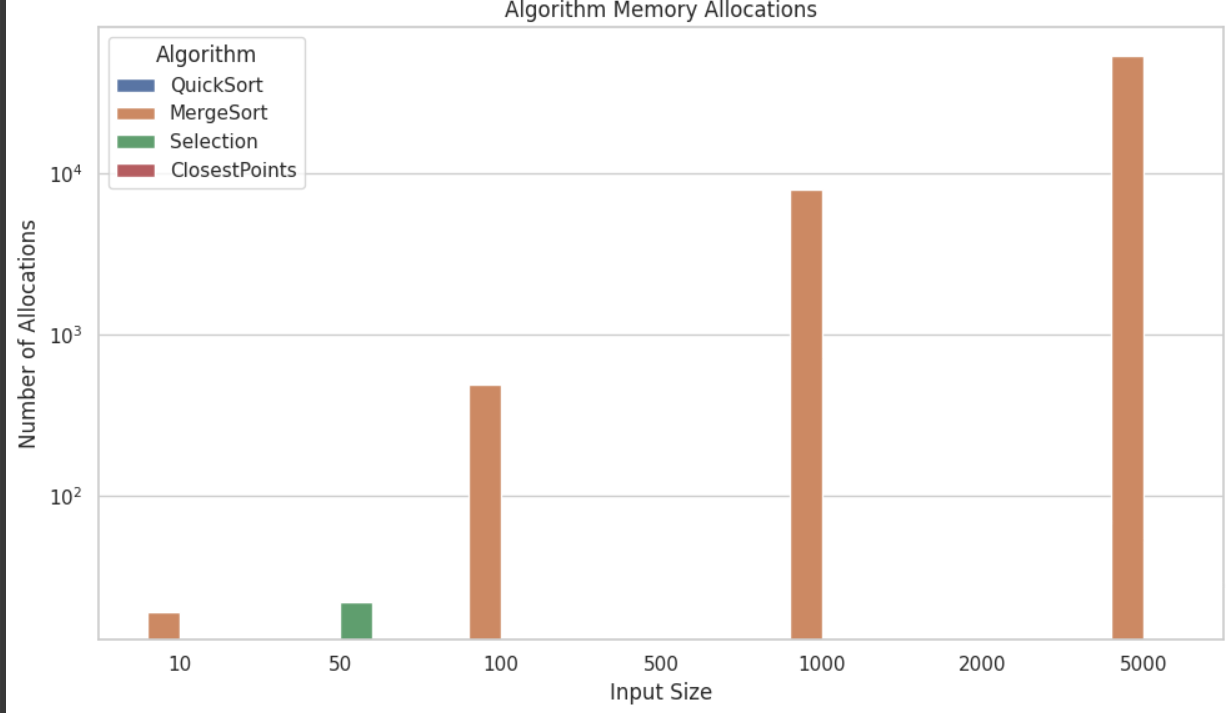 Algorithm Memory Allocations
Algorithm
QuickSort
MergeSort
Selection
ClosestPoints
Number of Allocations
10⁴
10³
10²
10 50 100 500 1000 2000 5000
Input Size